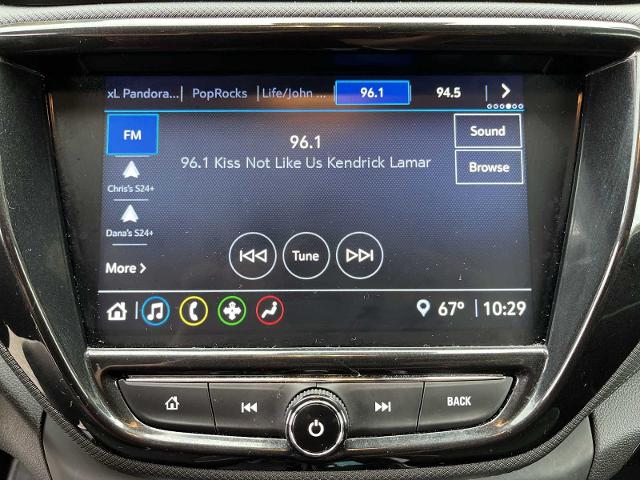 xL Pandora... PopRocks Life/John ... 96.1 94.5
FM
96.1
Sound
96.1 Kiss Not Like Us Kendrick Lamar
Browse
Chris's S24+
Dana's S24+
Tune
More
67° 10:29
BACK